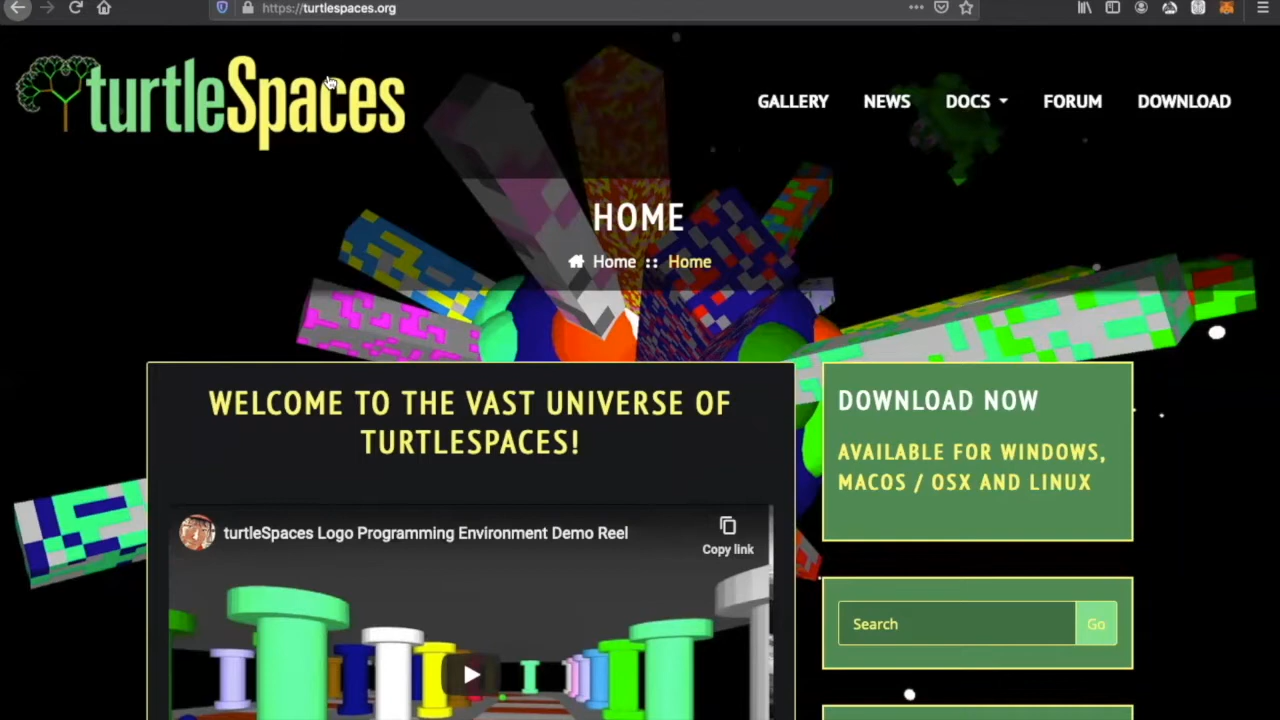 https://turtlespaces.org
turtleSpaces
GALLERY NEWS DOCS FORUM DOWNLOAD
HOME
Home :: Home
WELCOME TO THE VAST UNIVERSE OF
TURTLESPACES!
turtleSpaces Logo Programming Environment Demo Reel
Copy link
DOWNLOAD NOW
AVAILABLE FOR WINDOWS,
MACOS / OSX AND LINUX
Search Go